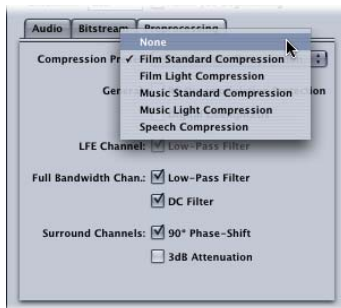 Audio Bitstream Preprocessing
None
Compression Pr ✓ Film Standard Compression
Film Light Compression
Gener
Music Standard Compression
ction
Music Light Compression
Speech Compression
LFE Channel: Low-Pass Filter
Full Bandwidth Chan.: Low-Pass Filter
DC Filter
Surround Channels: 90° Phase-Shift
3dB Attenuation